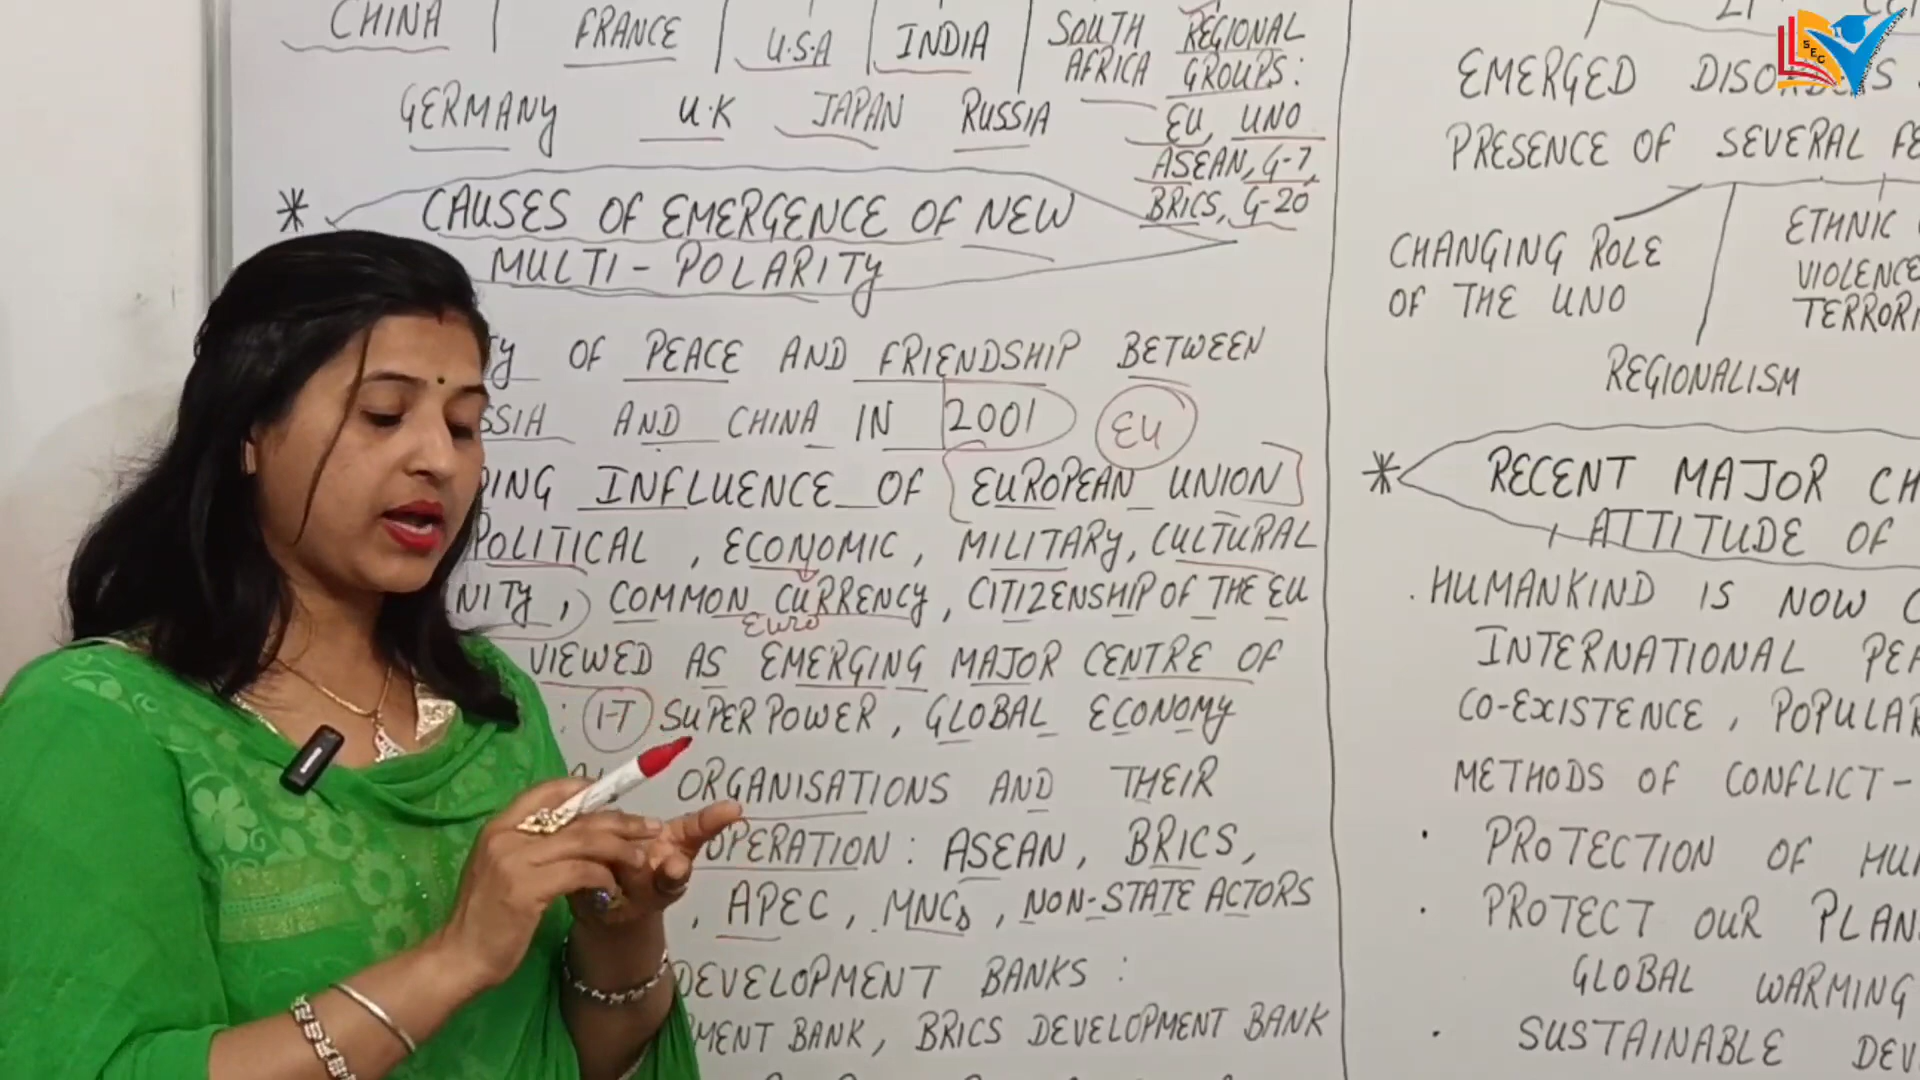 CHINA FRANCE U.S.A INDIA SOUTH AFRICA REGIONAL GROUPS:
GERMANY U.K JAPAN RUSSIA EU, UNO
ASEAN, G-7,
BRICS, G-20
* CAUSES OF EMERGENCE OF NEW
MULTI-POLARITY
OF PEACE AND FRIENDSHIP BETWEEN
AND CHINA IN 2001 EU
INFLUENCE OF EUROPEAN UNION
POLITICAL, ECONOMIC, MILITARY, CULTURAL
COMMON CURRENCY, CITIZENSHIP OF THE EU
Euro
VIEWED AS EMERGING MAJOR CENTRE OF
: I-T SUPER POWER, GLOBAL ECONOMY
ORGANISATIONS AND THEIR
OPERATION: ASEAN, BRICS,
, APEC, MNCs, NON-STATE ACTORS
DEVELOPMENT BANKS:
MENT BANK, BRICS DEVELOPMENT BANK
EMERGED DISORDERS
PRESENCE OF SEVERAL
CHANGING ROLE
OF THE UNO
ETHNIC
VIOLENCE
REGIONALISM
* RECENT MAJOR
ATTITUDE OF
. HUMANKIND IS NOW
INTERNATIONAL
CO-EXISTENCE,
METHODS OF CONFLICT-
. PROTECTION OF
. PROTECT OUR
GLOBAL WARMING
. SUSTAINABLE
SEC